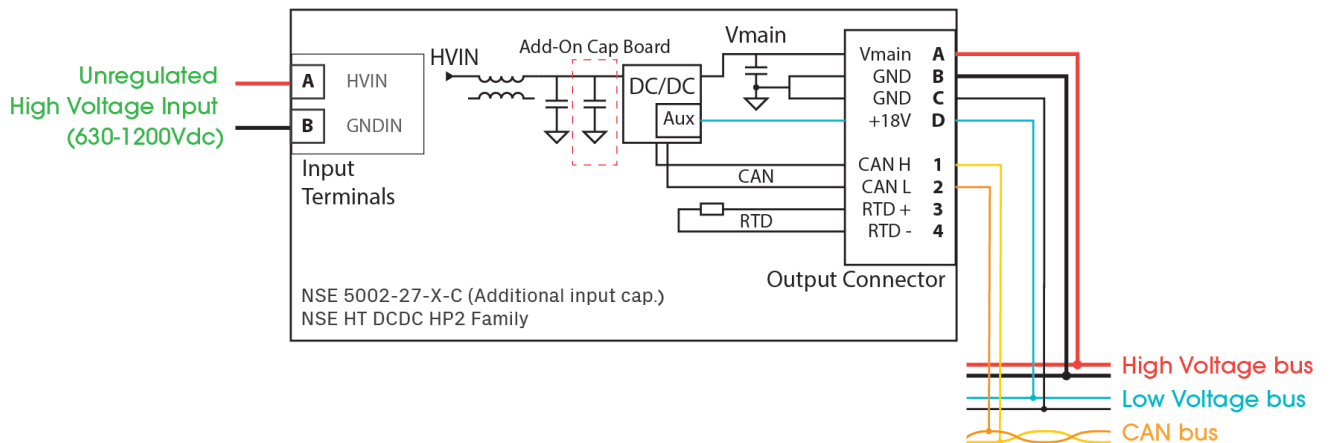 Unregulated
High Voltage Input
(630-1200Vdc)
A HVIN
B GNDIN
Input
Terminals
HVIN
Add-On Cap Board
DC/DC
Aux
Vmain
CAN
RTD
Vmain A
GND B
GND C
+18V D
CAN H 1
CAN L 2
RTD + 3
RTD - 4
Output Connector
NSE 5002-27-X-C (Additional input cap.)
NSE HT DCDC HP2 Family
High Voltage bus
Low Voltage bus
CAN bus